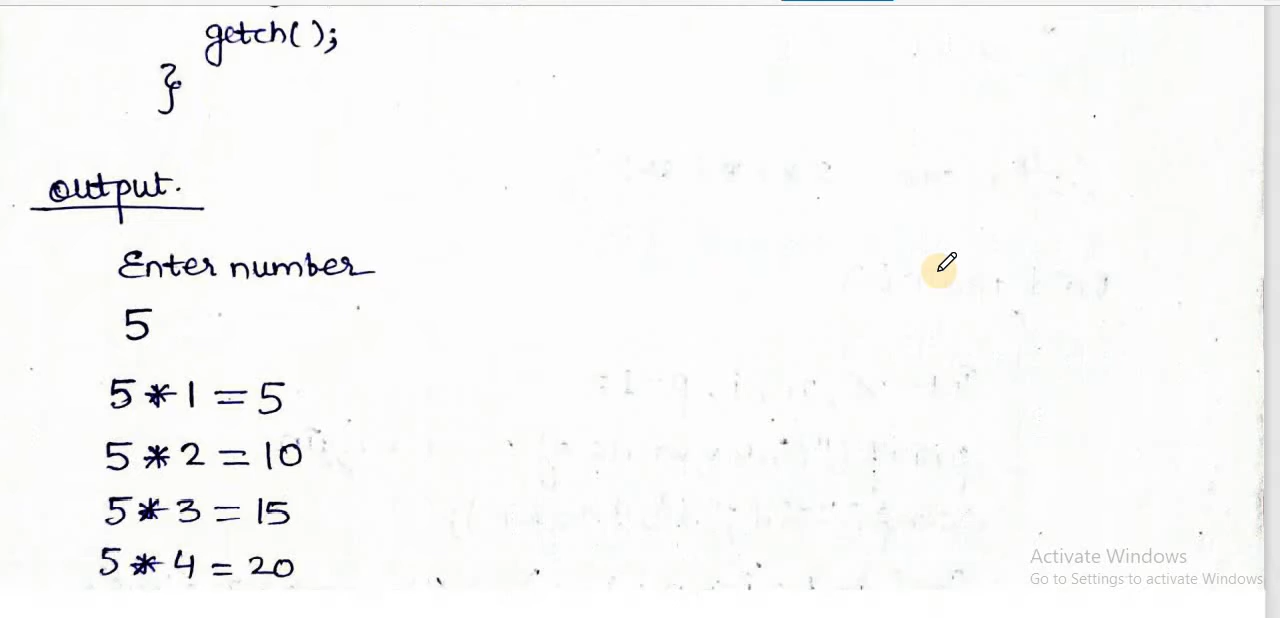 getch();
}
output.
Enter number
5
5 * 1 = 5
5 * 2 = 10
5 * 3 = 15
5 * 4 = 20
Activate Windows
Go to Settings to activate Windows